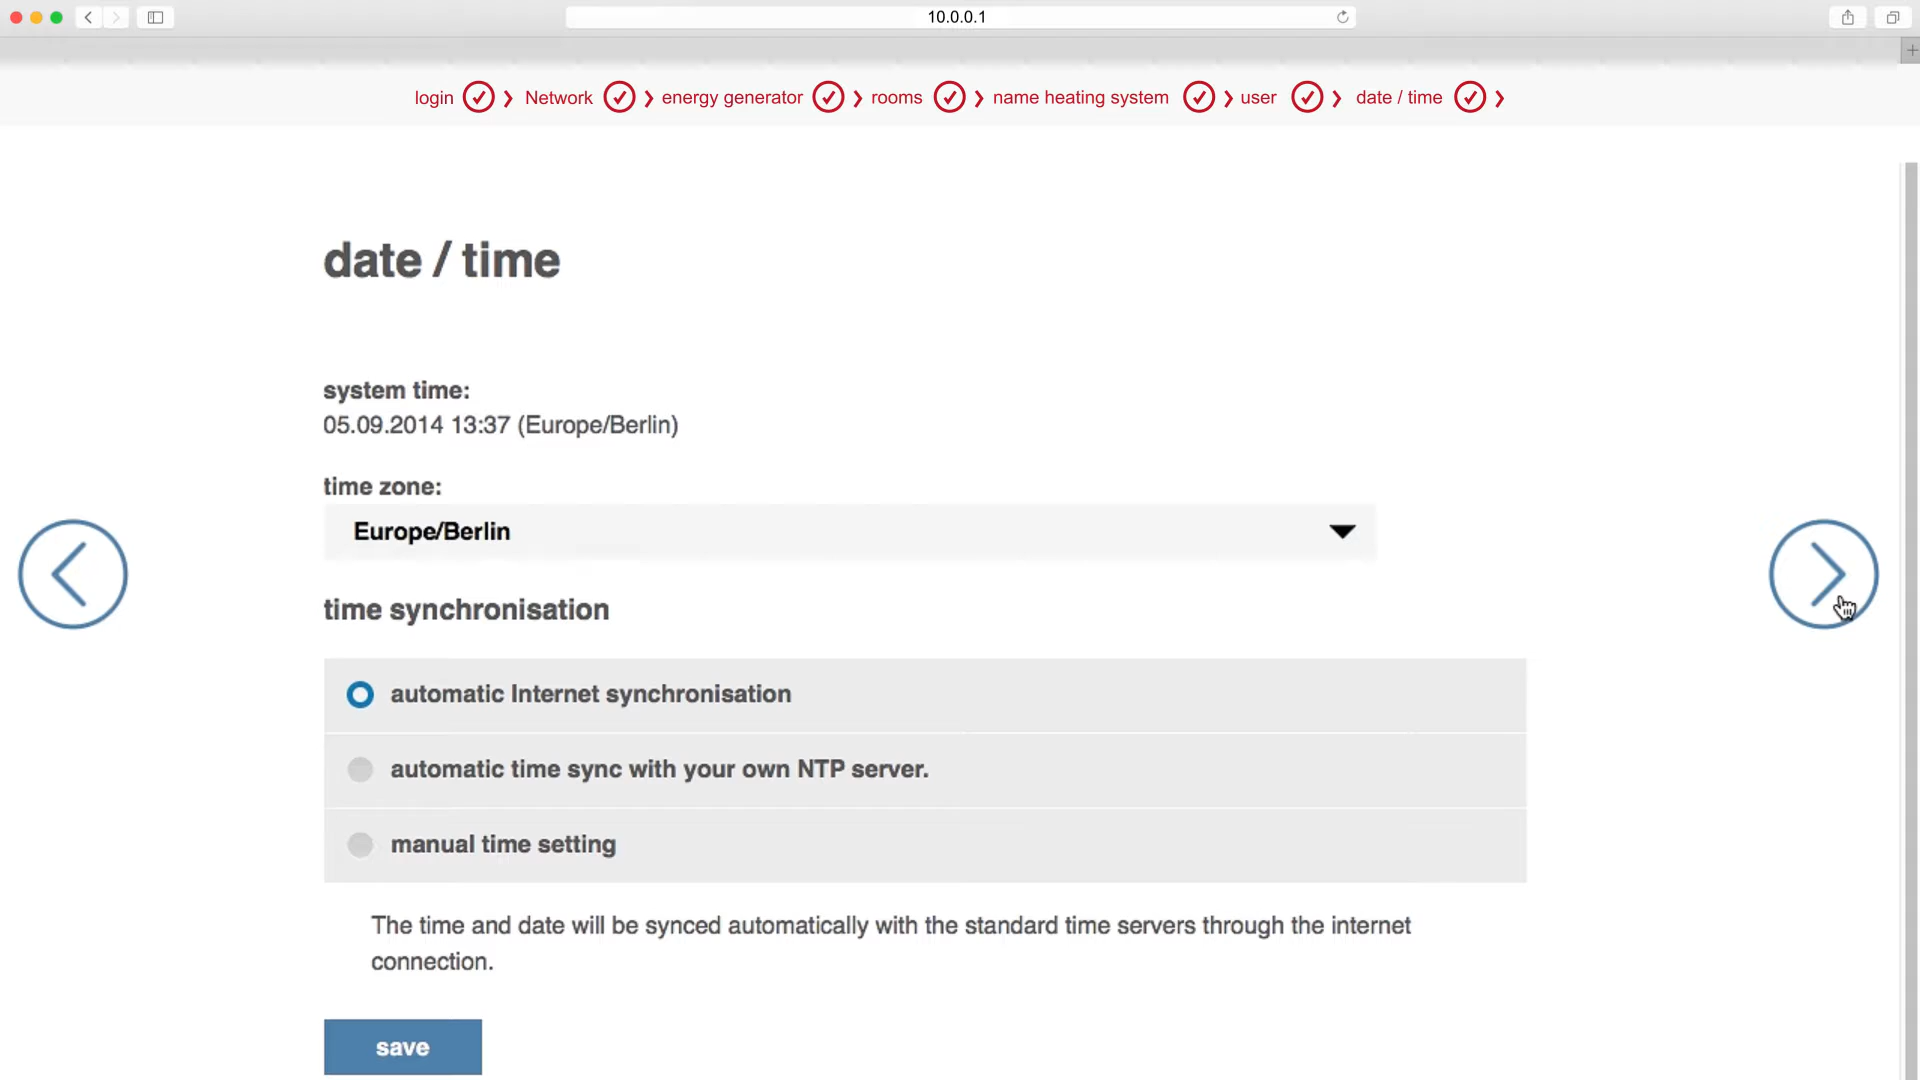 10.0.0.1
login Network energy generator rooms name heating system user date / time
date / time
system time:
05.09.2014 13:37 (Europe/Berlin)
time zone:
Europe/Berlin
time synchronisation
automatic Internet synchronisation
automatic time sync with your own NTP server.
manual time setting
The time and date will be synced automatically with the standard time servers through the internet
connection.
save